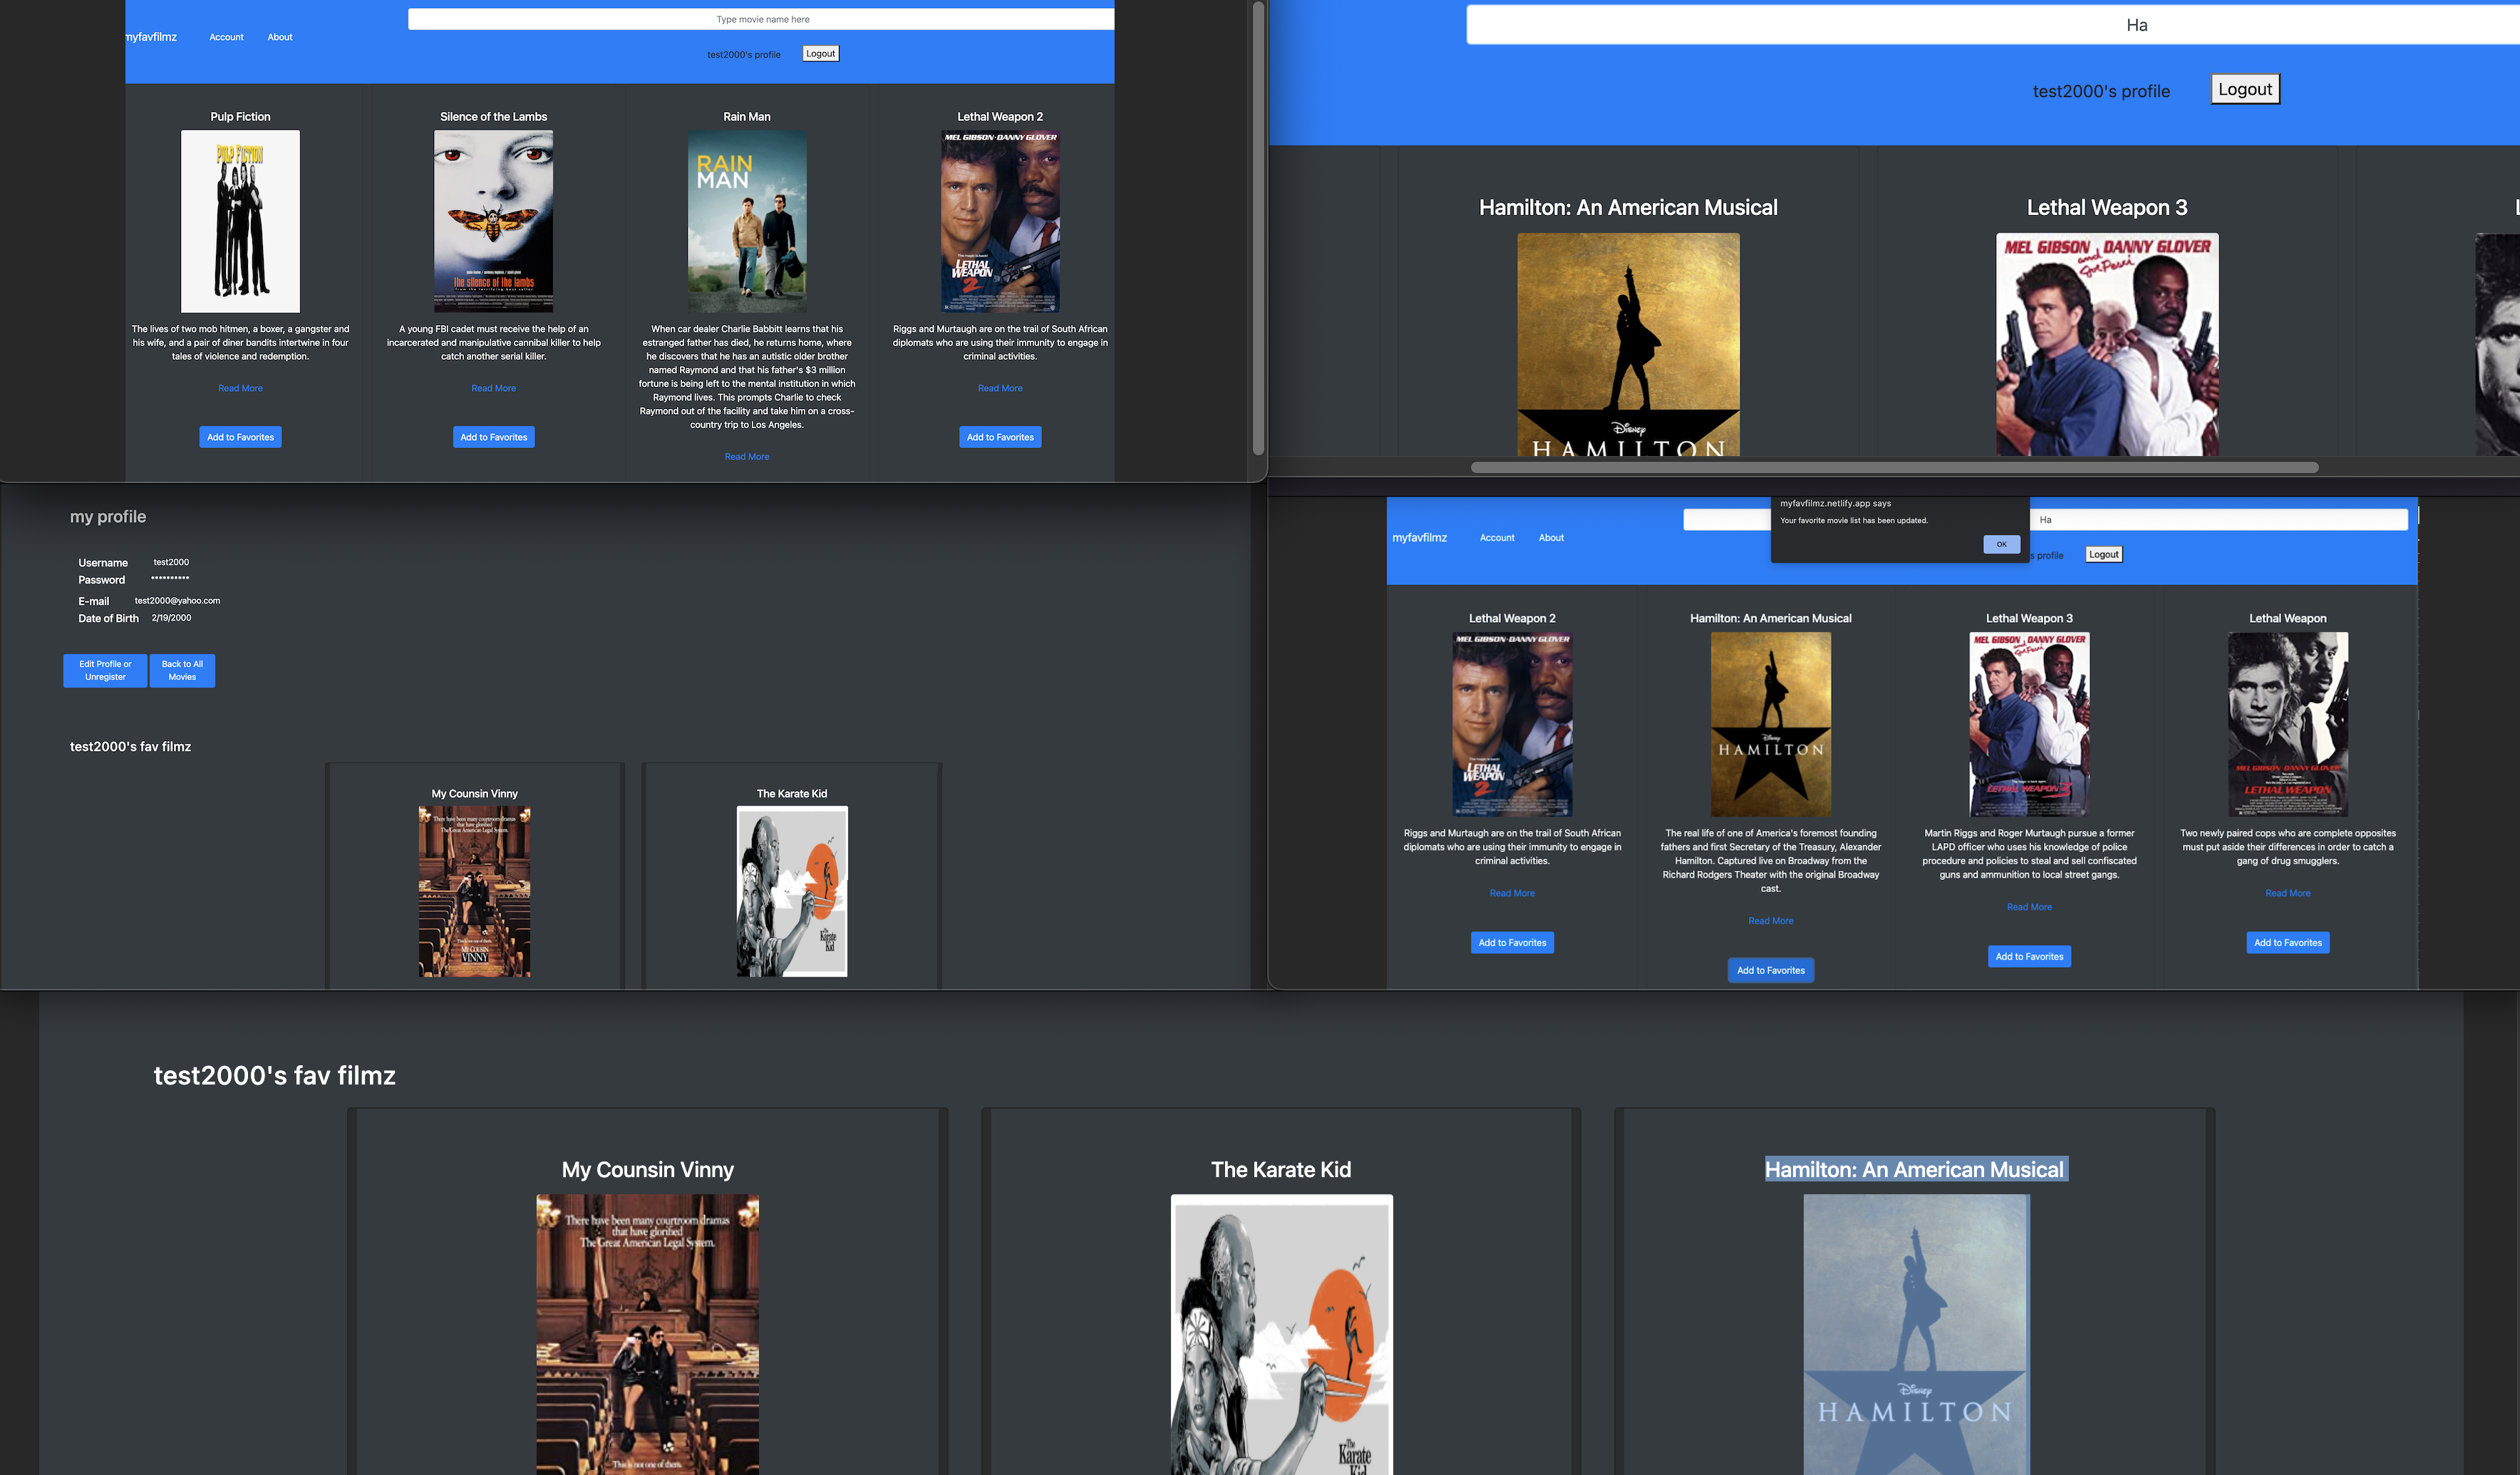 Type movie name here
myfavfilmz Account About
test2000's profile Logout
Pulp Fiction
PULP FICTION
The lives of two mob hitmen, a boxer, a gangster and
his wife, and a pair of diner bandits intertwine in four
tales of violence and redemption.
Read More
Add to Favorites
Silence of the Lambs
the silence of the lambs
A young FBI cadet must receive the help of an
incarcerated and manipulative cannibal killer to help
catch another serial killer.
Read More
Add to Favorites
Rain Man
RAIN
MAN
When car dealer Charlie Babbitt learns that his
estranged father has died, he returns home, where
he discovers that he has an autistic older brother
named Raymond and that his father's $3 million
fortune is being left to the mental institution in which
Raymond lives. This prompts Charlie to check
Raymond out of the facility and take him on a cross-
country trip to Los Angeles.
Read More
Lethal Weapon 2
MEL GIBSON · DANNY GLOVER
LETHAL
WEAPON
2
Riggs and Murtaugh are on the trail of South African
diplomats who are using their immunity to engage in
criminal activities.
Read More
Add to Favorites
Ha
test2000's profile Logout
Hamilton: An American Musical
Disney
HAMILTON
Lethal Weapon 3
MEL GIBSON DANNY GLOVER
and
Joe Pesci
my profile
Username test2000
Password **********
E-mail test2000@yahoo.com
Date of Birth 2/19/2000
Edit Profile or
Unregister
Back to All
Movies
test2000's fav filmz
My Counsin Vinny
There have been many courtroom dramas
that have glorified
The Great American Legal System.
This is not one of them.
MY COUSIN
VINNY
The Karate Kid
The
Karate
Kid
myfavfilmz.netlify.app says
Your favorite movie list has been updated.
OK
Ha
myfavfilmz Account About
s profile Logout
Lethal Weapon 2
MEL GIBSON · DANNY GLOVER
LETHAL
WEAPON
2
Riggs and Murtaugh are on the trail of South African
diplomats who are using their immunity to engage in
criminal activities.
Read More
Add to Favorites
Hamilton: An American Musical
Disney
HAMILTON
The real life of one of America's foremost founding
fathers and first Secretary of the Treasury, Alexander
Hamilton. Captured live on Broadway from the
Richard Rodgers Theater with the original Broadway
cast.
Read More
Add to Favorites
Lethal Weapon 3
MEL GIBSON DANNY GLOVER
LETHAL WEAPON 3
Martin Riggs and Roger Murtaugh pursue a former
LAPD officer who uses his knowledge of police
procedure and policies to steal and sell confiscated
guns and ammunition to local street gangs.
Read More
Add to Favorites
Lethal Weapon
MEL GIBSON DANNY GLOVER
LETHAL WEAPON
Two newly paired cops who are complete opposites
must put aside their differences in order to catch a
gang of drug smugglers.
Read More
Add to Favorites
test2000's fav filmz
My Counsin Vinny
There have been many courtroom dramas
that have glorified
The Great American Legal System.
This is not one of them.
The Karate Kid
The
Karate
Kid
Hamilton: An American Musical
Disney
HAMILTON